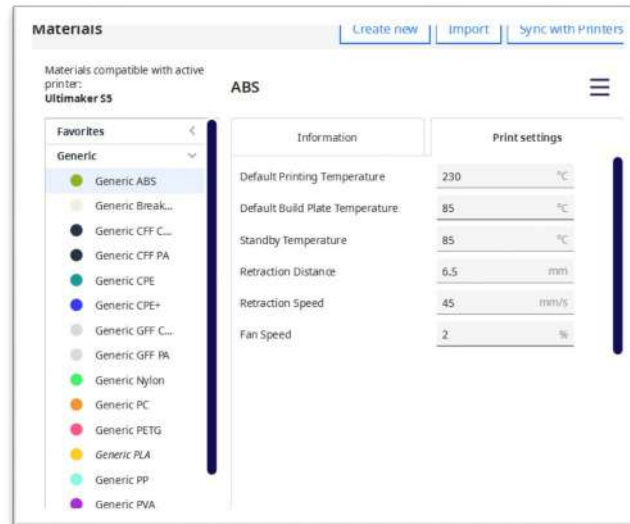 Materials
Create new
Import
Sync with Printers
Materials compatible with active
printer:
Ultimaker S5
ABS
Favorites
Generic
Generic ABS
Generic Break...
Generic CFF C...
Generic CFF PA
Generic CPE
Generic CPE+
Generic GFF C...
Generic GFF PA
Generic Nylon
Generic PC
Generic PETG
Generic PLA
Generic PP
Generic PVA
Information
Print settings
Default Printing Temperature 230 °C
Default Build Plate Temperature 85 °C
Standby Temperature 85 °C
Retraction Distance 6.5 mm
Retraction Speed 45 mm/s
Fan Speed 2 %